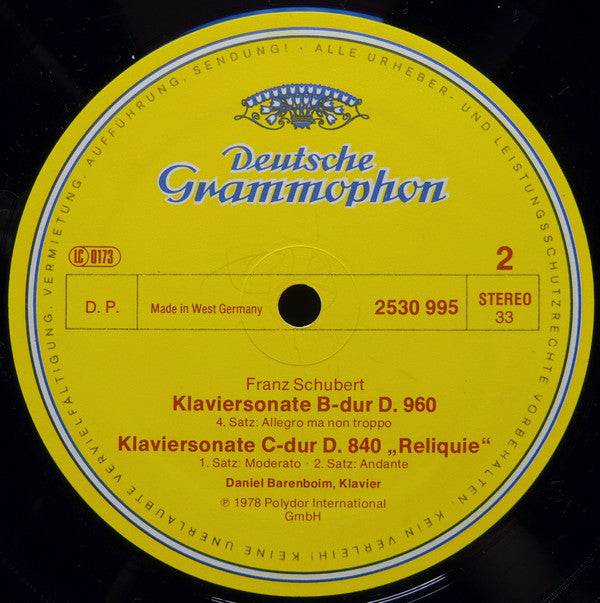 ALLE URHEBER- UND LEISTUNGSSCHUTZRECHTE VORBEHALTEN! · KEIN VERLEIH! KEINE UNERLAUBTE VERVIELFÄLTIGUNG, VERMIETUNG, AUFFÜHRUNG, SENDUNG! ·
Deutsche
Grammophon
LC 0173
2
D. P.
Made in West Germany
2530 995
STEREO
33
Franz Schubert
Klaviersonate B-dur D. 960
4. Satz: Allegro ma non troppo
Klaviersonate C-dur D. 840 „Reliquie“
1. Satz: Moderato · 2. Satz: Andante
Daniel Barenboim, Klavier
℗ 1978 Polydor International
GmbH